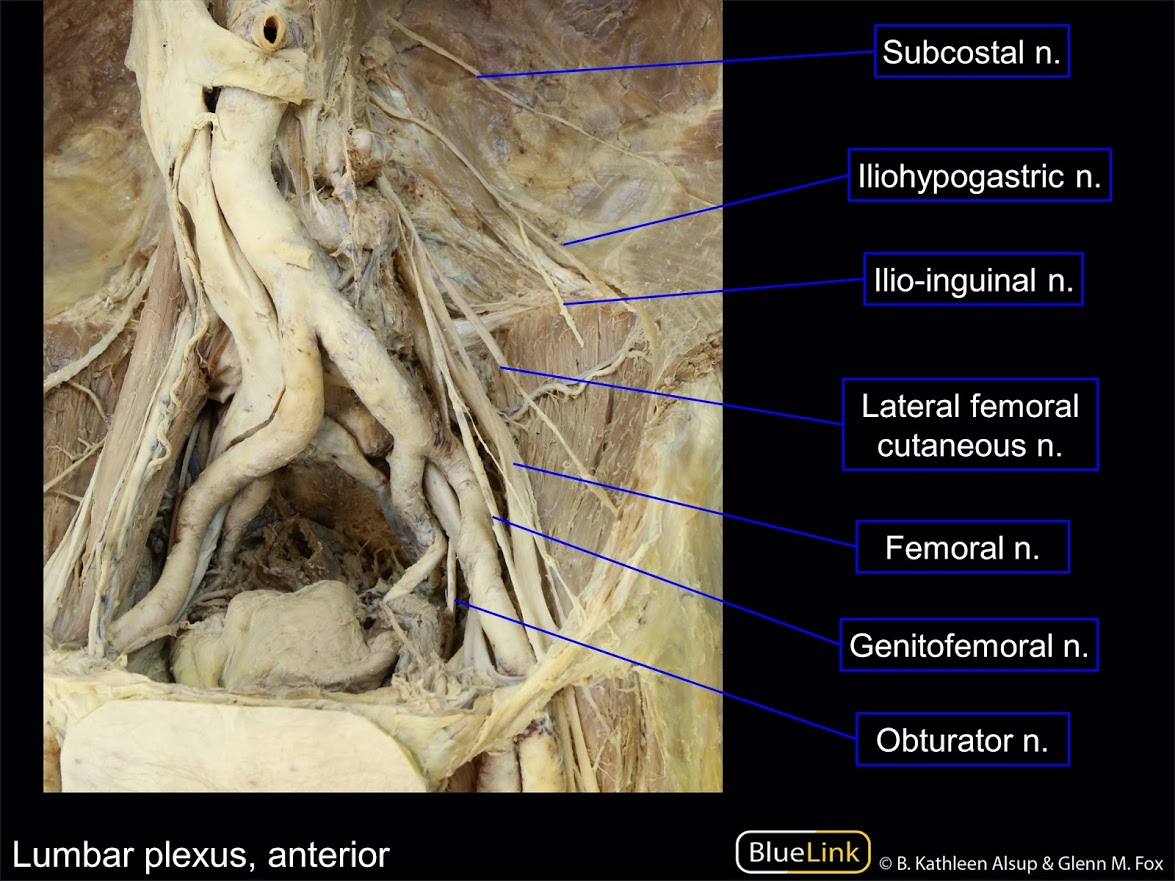 Subcostal n.
Iliohypogastric n.
Ilio-inguinal n.
Lateral femoral
cutaneous n.
Femoral n.
Genitofemoral n.
Obturator n.
Lumbar plexus, anterior
BlueLink
© B. Kathleen Alsup & Glenn M. Fox